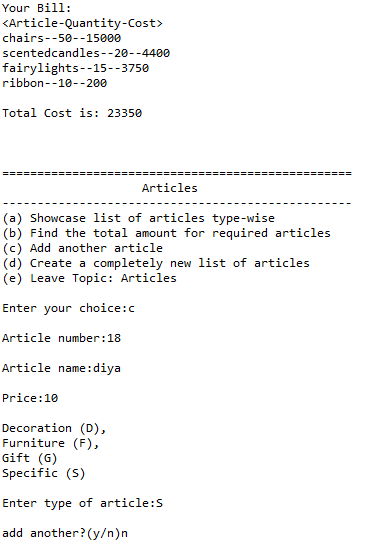 Your Bill:
<Article-Quantity-Cost>
chairs--50--15000
scentedcandles--20--4400
fairylights--15--3750
ribbon--10--200
Total Cost is: 23350
==================================================
Articles
--------------------------------------------------
(a) Showcase list of articles type-wise
(b) Find the total amount for required articles
(c) Add another article
(d) Create a completely new list of articles
(e) Leave Topic: Articles
Enter your choice:c
Article number:18
Article name:diya
Price:10
Decoration (D),
Furniture (F),
Gift (G)
Specific (S)
Enter type of article:S
add another?(y/n)n